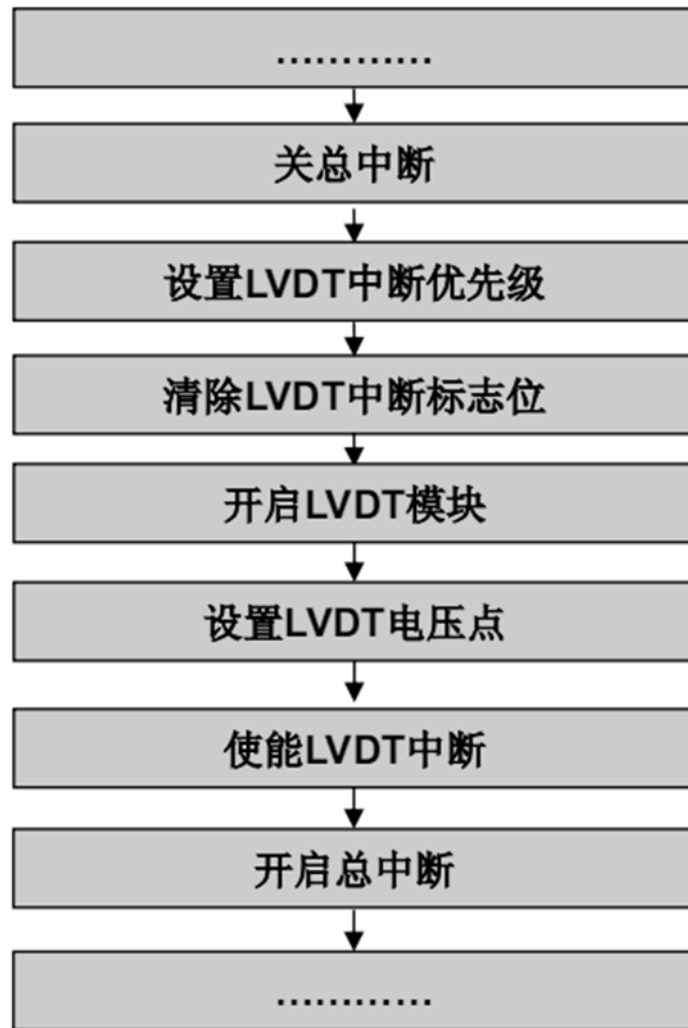 ............
关总中断
设置LVDT中断优先级
清除LVDT中断标志位
开启LVDT模块
设置LVDT电压点
使能LVDT中断
开启总中断
............